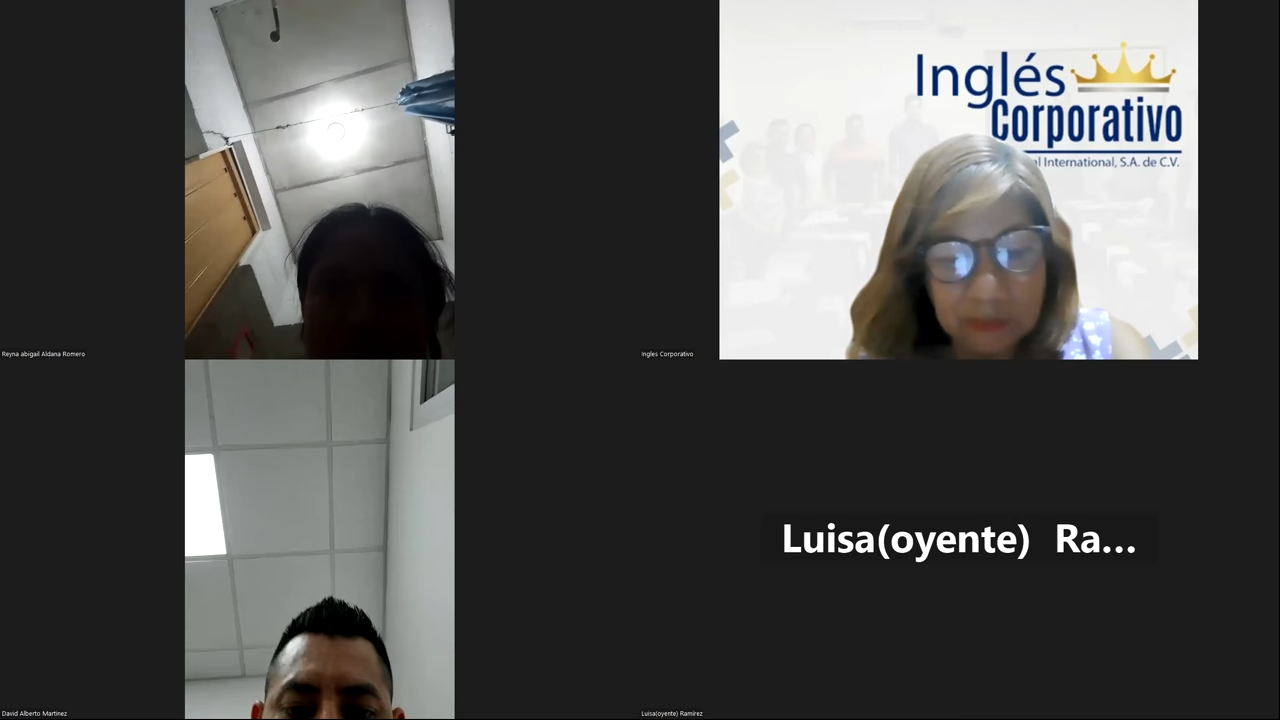 Inglés
Corporativo
al International, S.A. de C.V.
Reyna abigail Aldana Romero
Ingles Corporativo
Luisa(oyente) Ra...
David Alberto Martinez
Luisa(oyente) Ramirez